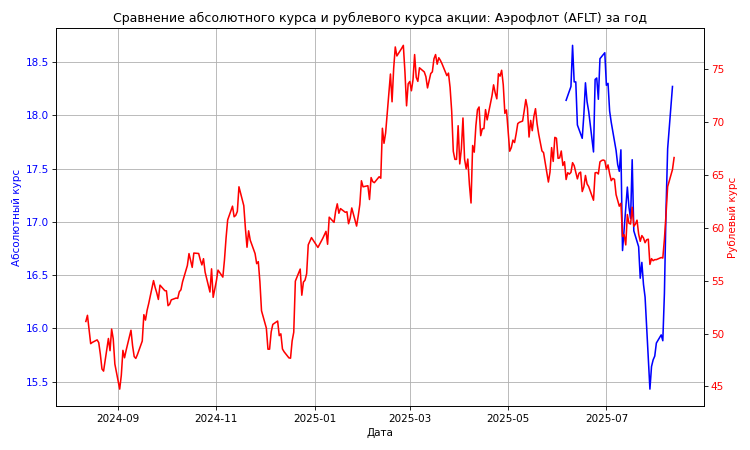 Сравнение абсолютного курса и рублевого курса акции: Аэрофлот (AFLT) за год
Абсолютный курс
18.5
18.0
17.5
17.0
16.5
16.0
15.5
75
70
65
60
55
50
45
Рублевый курс
2024-09 2024-11 2025-01 2025-03 2025-05 2025-07
Дата